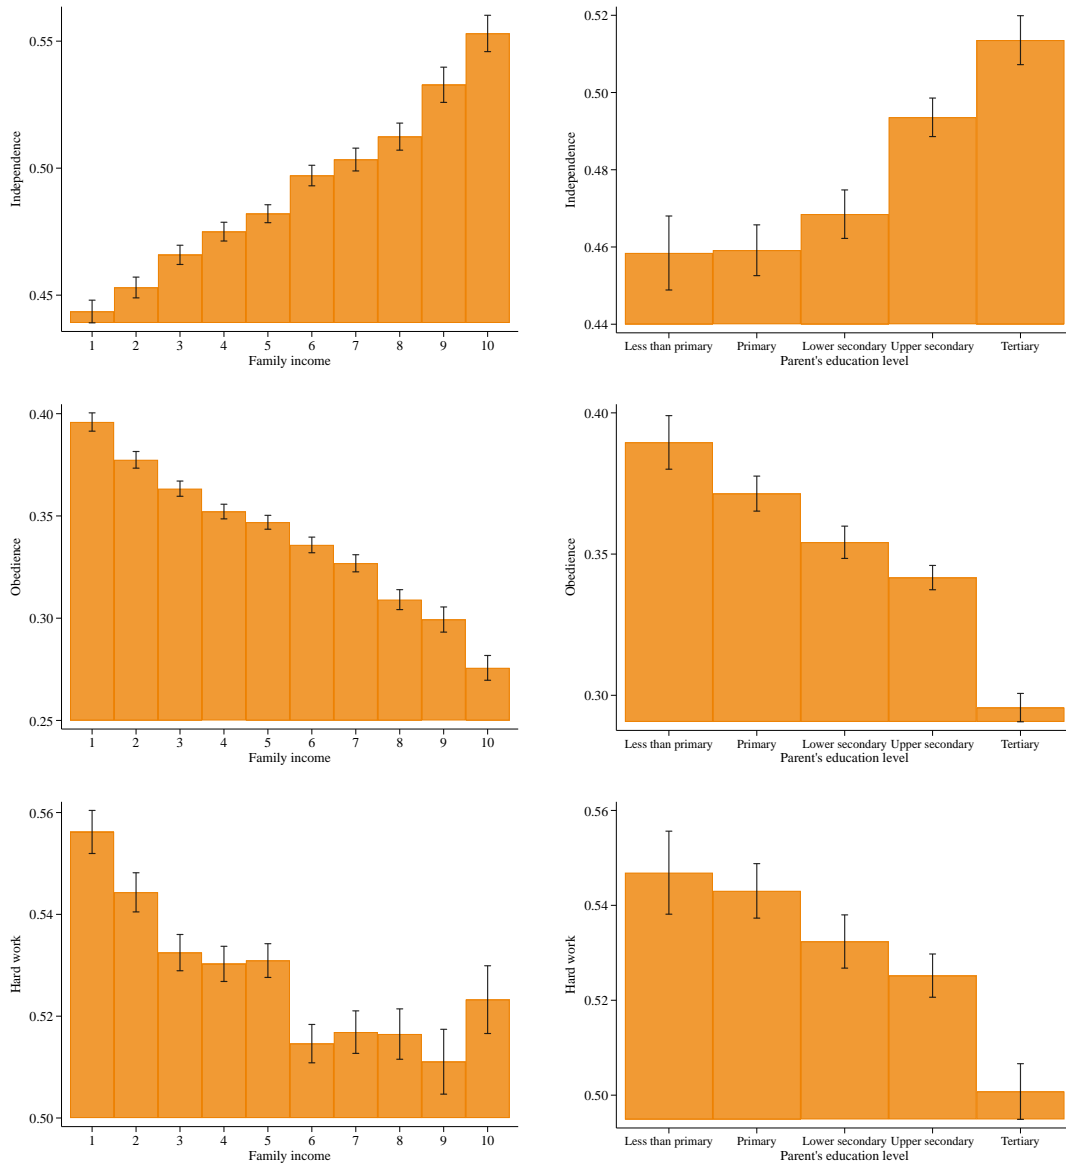 0.55
0.50
0.45
Independence
1 2 3 4 5 6 7 8 9 10
Family income
0.52
0.50
0.48
0.46
0.44
Independence
Less than primary Primary Lower secondary Upper secondary Tertiary
Parent's education level
0.40
0.35
0.30
0.25
Obedience
1 2 3 4 5 6 7 8 9 10
Family income
0.40
0.35
0.30
Obedience
Less than primary Primary Lower secondary Upper secondary Tertiary
Parent's education level
0.56
0.54
0.52
0.50
Hard work
1 2 3 4 5 6 7 8 9 10
Family income
0.56
0.54
0.52
0.50
Hard work
Less than primary Primary Lower secondary Upper secondary Tertiary
Parent's education level